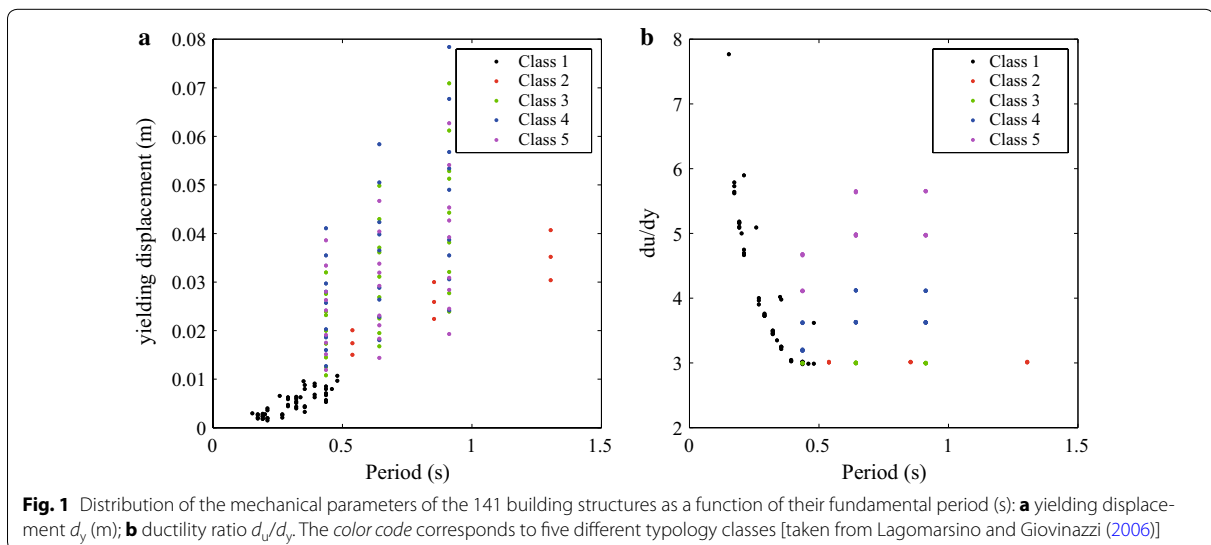 a
0.08
0.07
0.06
0.05
0.04
0.03
0.02
0.01
0
yielding displacement (m)
0 0.5 1 1.5
Period (s)
Class 1
Class 2
Class 3
Class 4
Class 5
b
8
7
6
5
4
3
2
du/dy
0 0.5 1 1.5
Period (s)
Class 1
Class 2
Class 3
Class 4
Class 5
Fig. 1 Distribution of the mechanical parameters of the 141 building structures as a function of their fundamental period (s): a yielding displace-
ment dy (m); b ductility ratio du/dy. The color code corresponds to five different typology classes [taken from Lagomarsino and Giovinazzi (2006)]